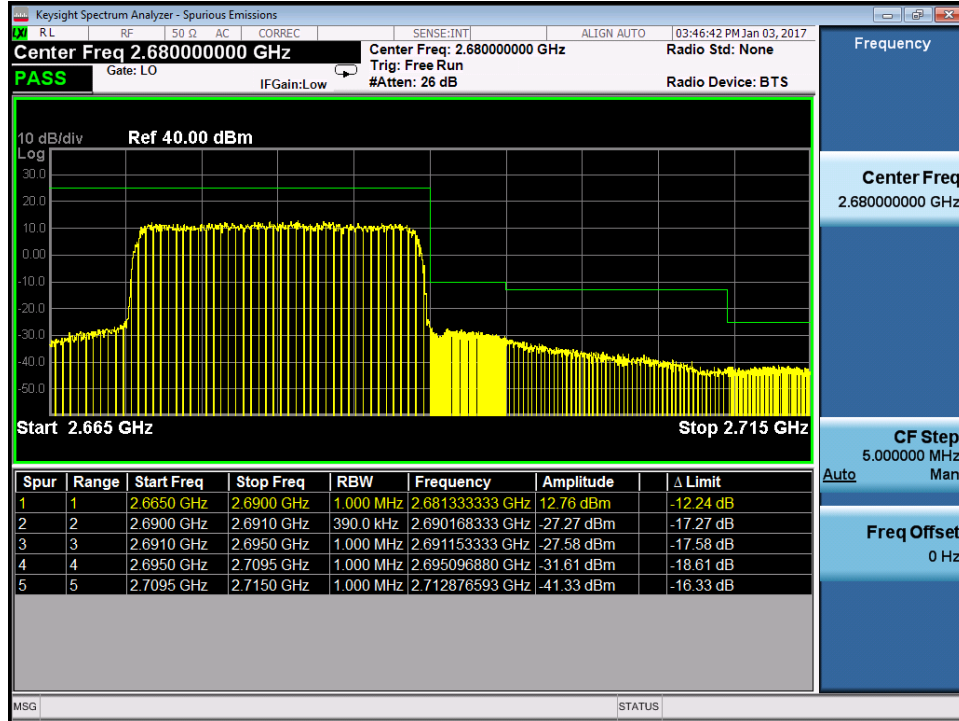 Keysight Spectrum Analyzer - Spurious Emissions
LXI RL RF 50 Ω AC CORREC SENSE:INT ALIGN AUTO 03:46:42 PM Jan 03, 2017
Center Freq 2.680000000 GHz Center Freq: 2.680000000 GHz Radio Std: None
Gate: LO Trig: Free Run
PASS IFGain:Low #Atten: 26 dB Radio Device: BTS
10 dB/div Ref 40.00 dBm
Log
30.0
20.0
10.0
0.00
-10.0
-20.0
-30.0
-40.0
-50.0
Start 2.665 GHz Stop 2.715 GHz
Spur Range Start Freq Stop Freq RBW Frequency Amplitude Δ Limit
1 1 2.6650 GHz 2.6900 GHz 1.000 MHz 2.681333333 GHz 12.76 dBm -12.24 dB
2 2 2.6900 GHz 2.6910 GHz 390.0 kHz 2.690168333 GHz -27.27 dBm -17.27 dB
3 3 2.6910 GHz 2.6950 GHz 1.000 MHz 2.691153333 GHz -27.58 dBm -17.58 dB
4 4 2.6950 GHz 2.7095 GHz 1.000 MHz 2.695096880 GHz -31.61 dBm -18.61 dB
5 5 2.7095 GHz 2.7150 GHz 1.000 MHz 2.712876593 GHz -41.33 dBm -16.33 dB
MSG STATUS
Frequency
Center Freq
2.680000000 GHz
CF Step
5.000000 MHz
Auto Man
Freq Offset
0 Hz